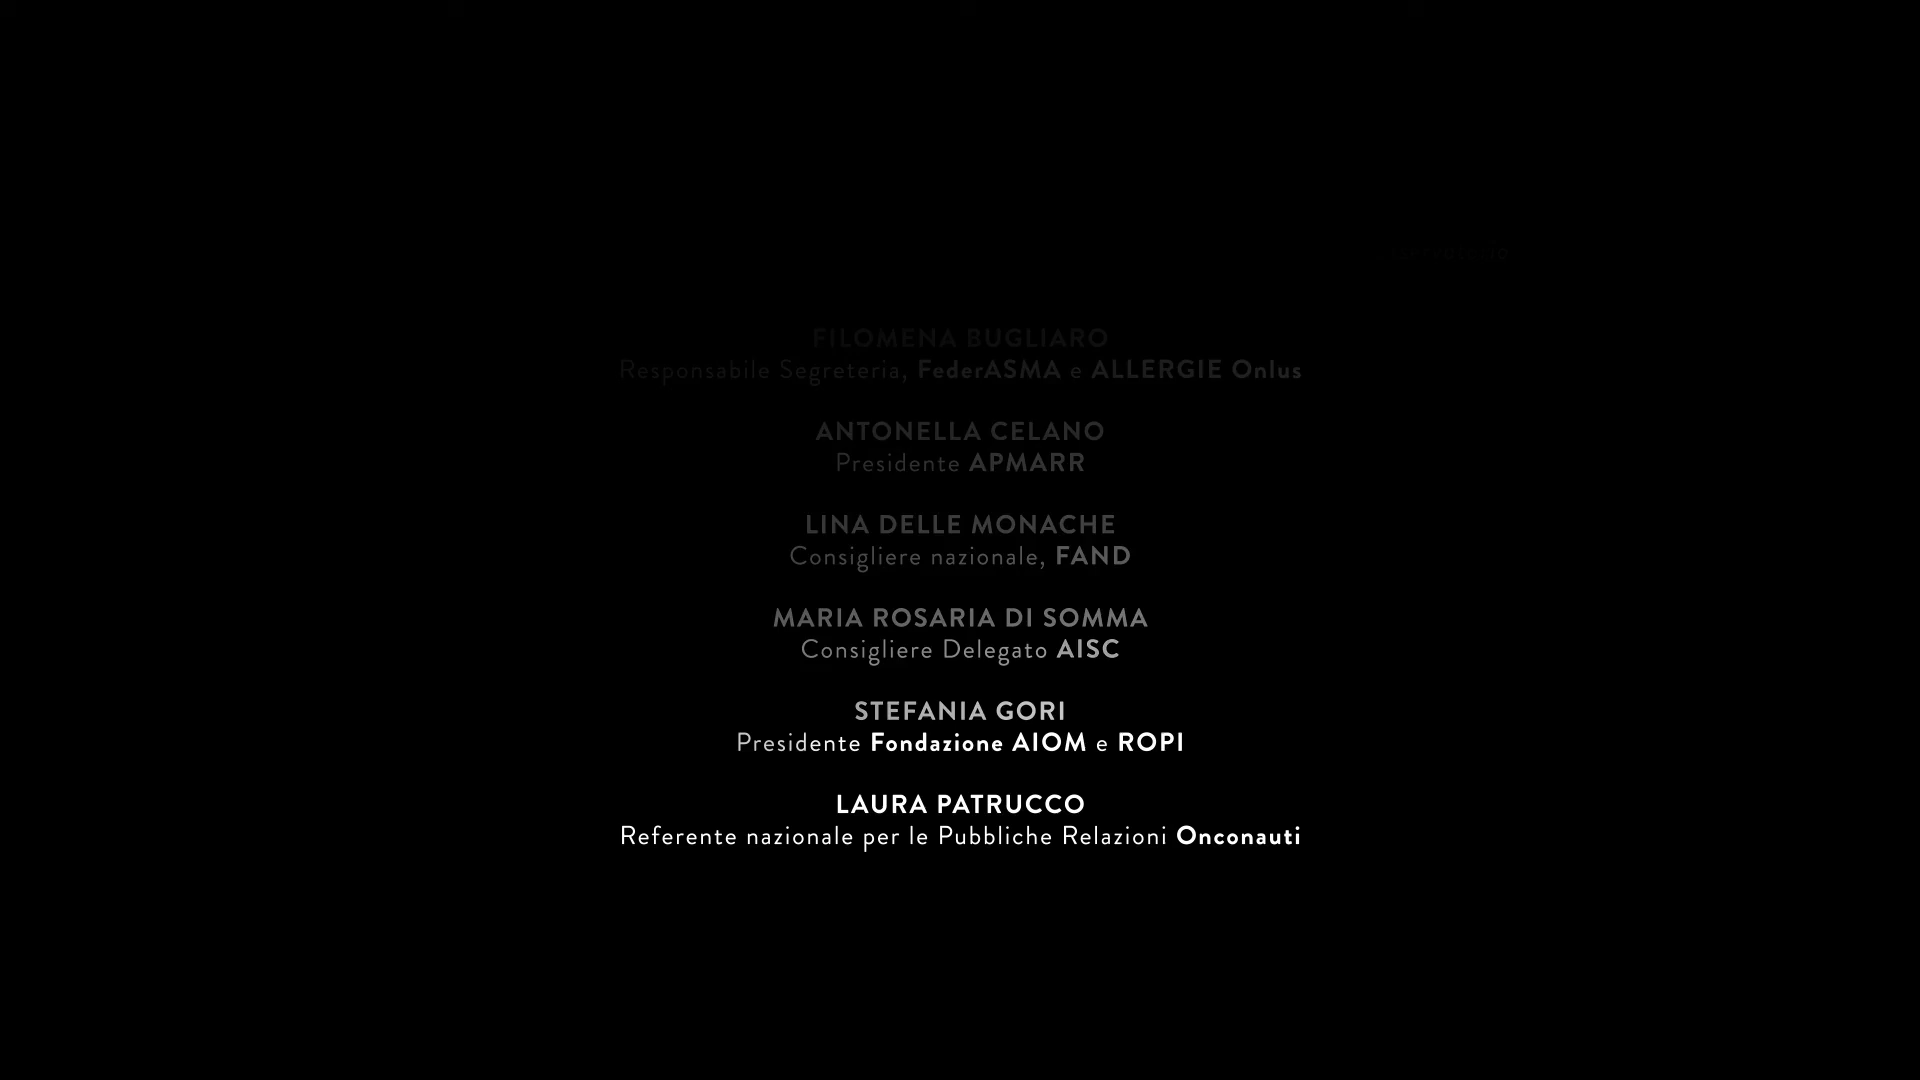 FILOMENA BUGLIARO
Responsabile Segreteria, FederASMA e ALLERGIE Onlus
ANTONELLA CELANO
Presidente APMARR
LINA DELLE MONACHE
Consigliere nazionale, FAND
MARIA ROSARIA DI SOMMA
Consigliere Delegato AISC
STEFANIA GORI
Presidente Fondazione AIOM e ROPI
LAURA PATRUCCO
Referente nazionale per le Pubbliche Relazioni Onconauti